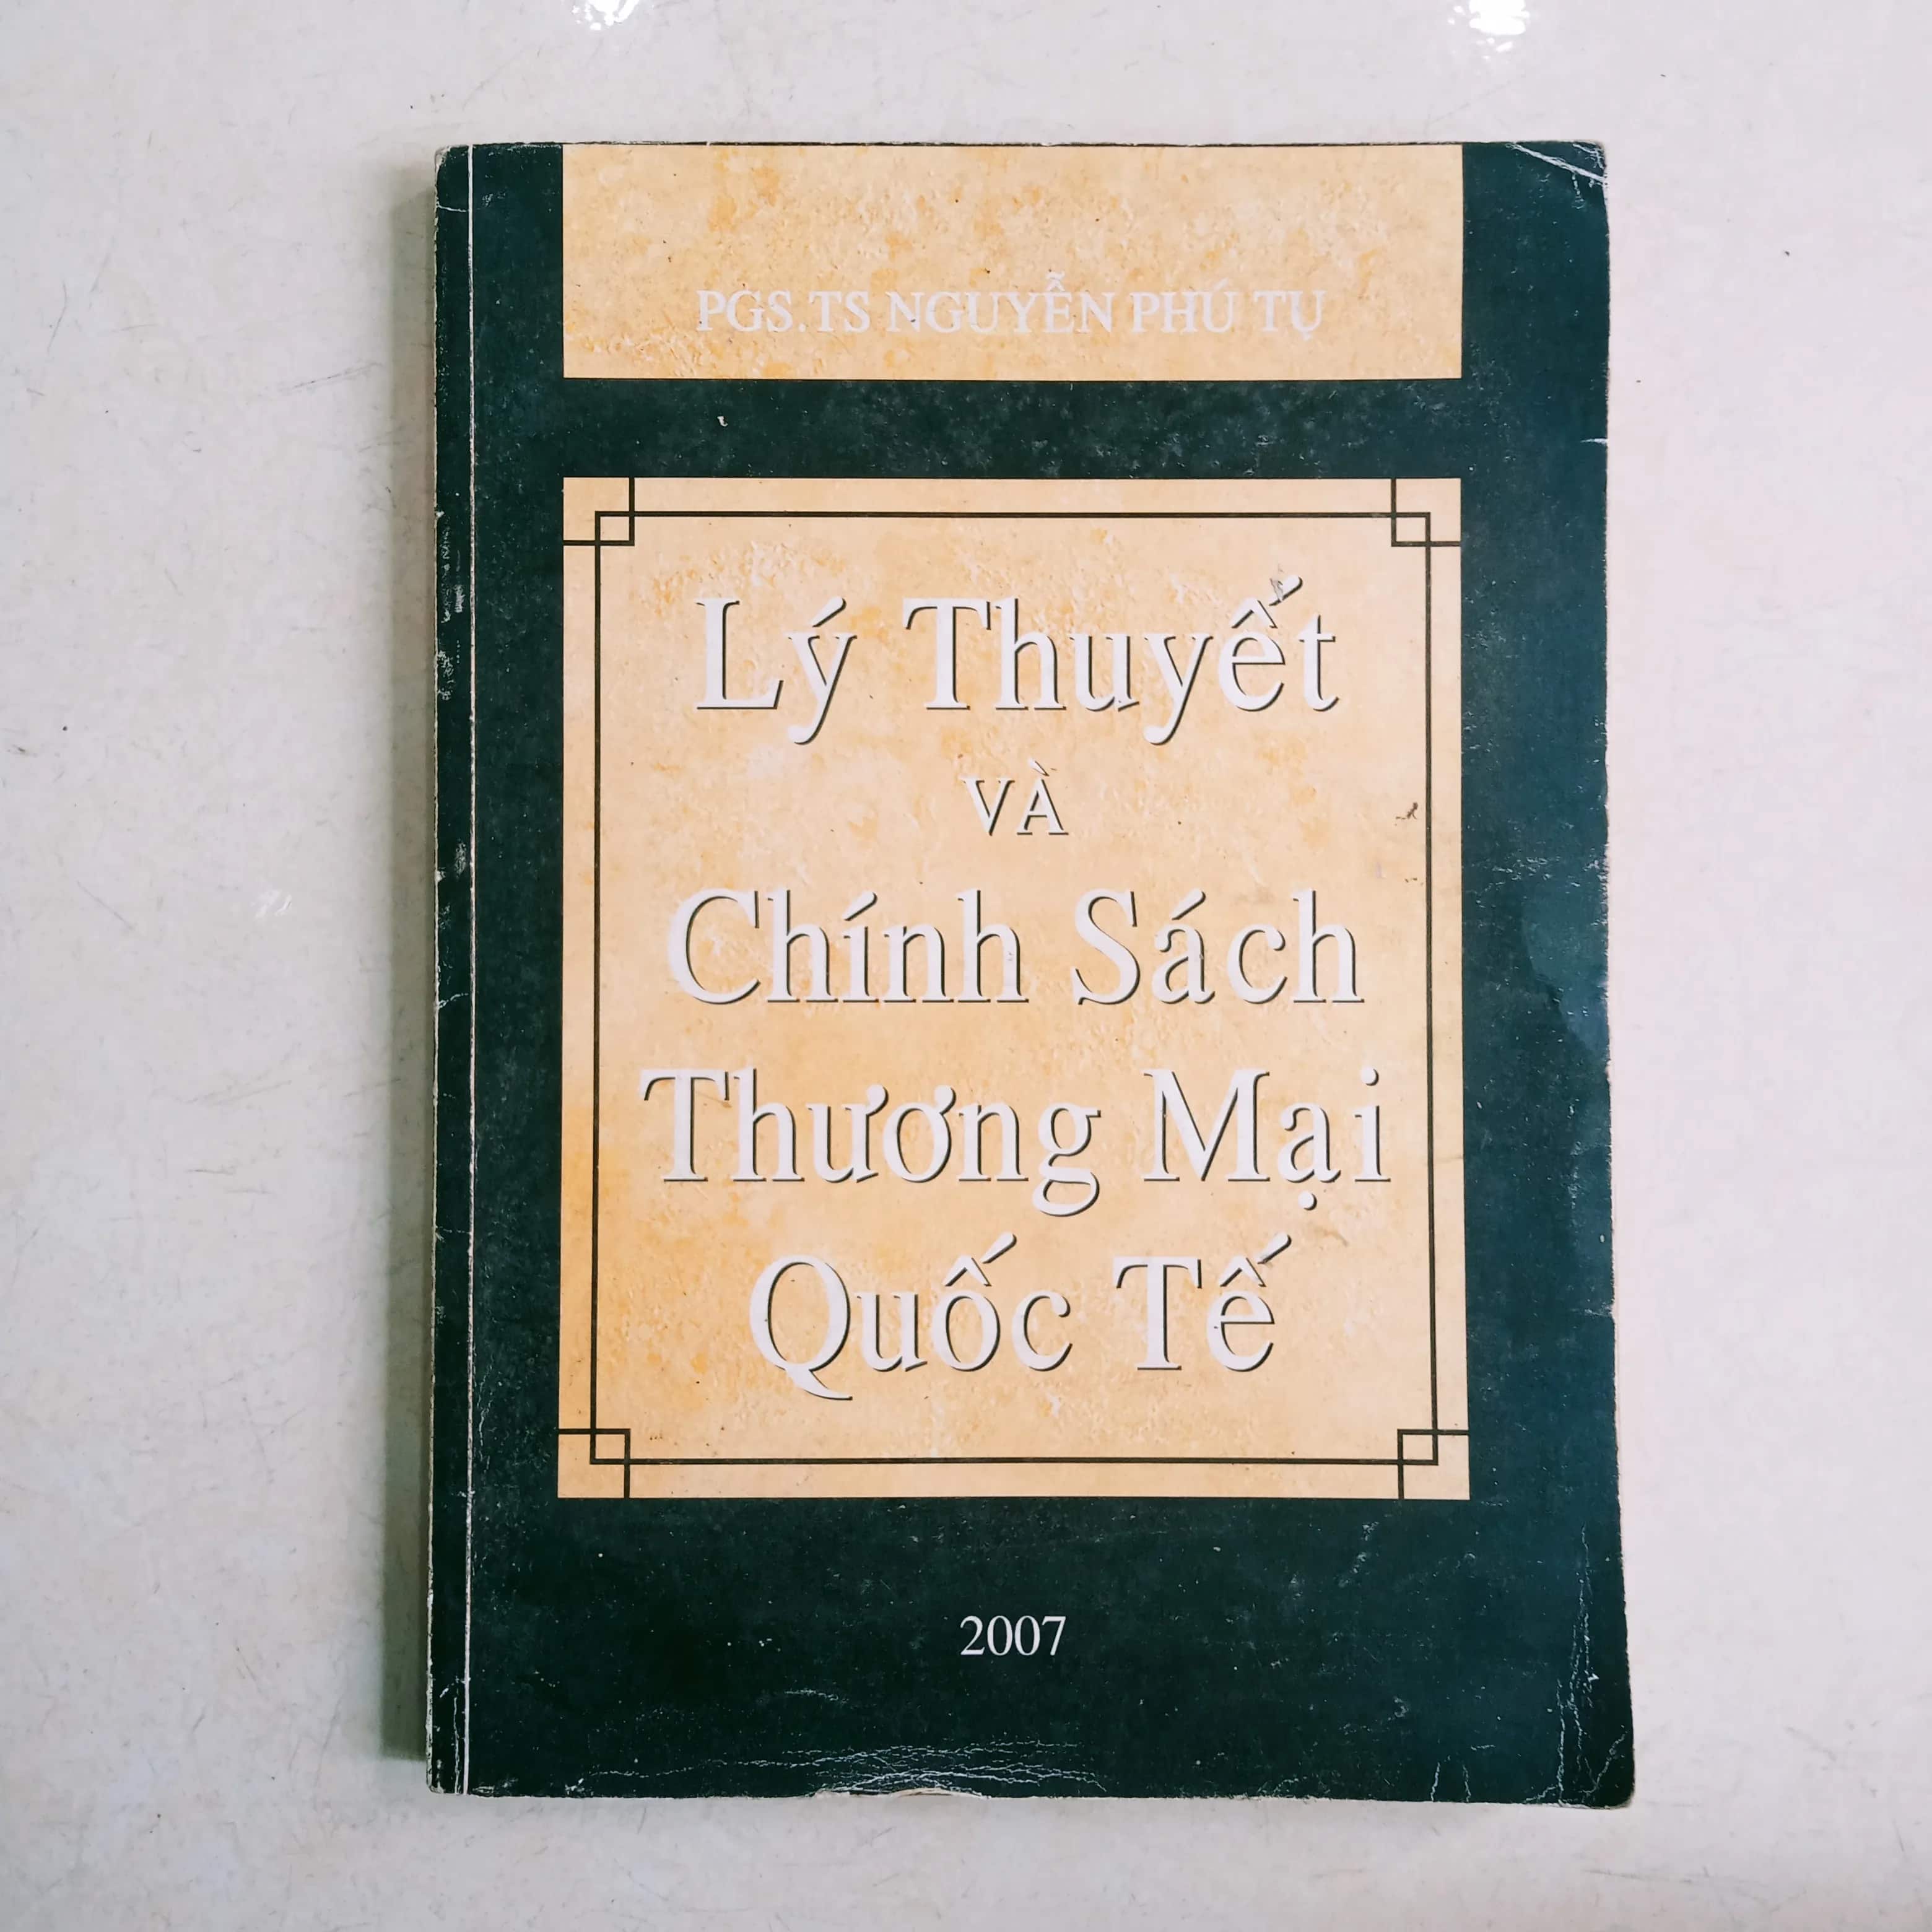 PGS.TS NGUYỄN PHÚ TỤ
Lý Thuyết
VÀ
Chính Sách
Thương Mại
Quốc Tế
2007